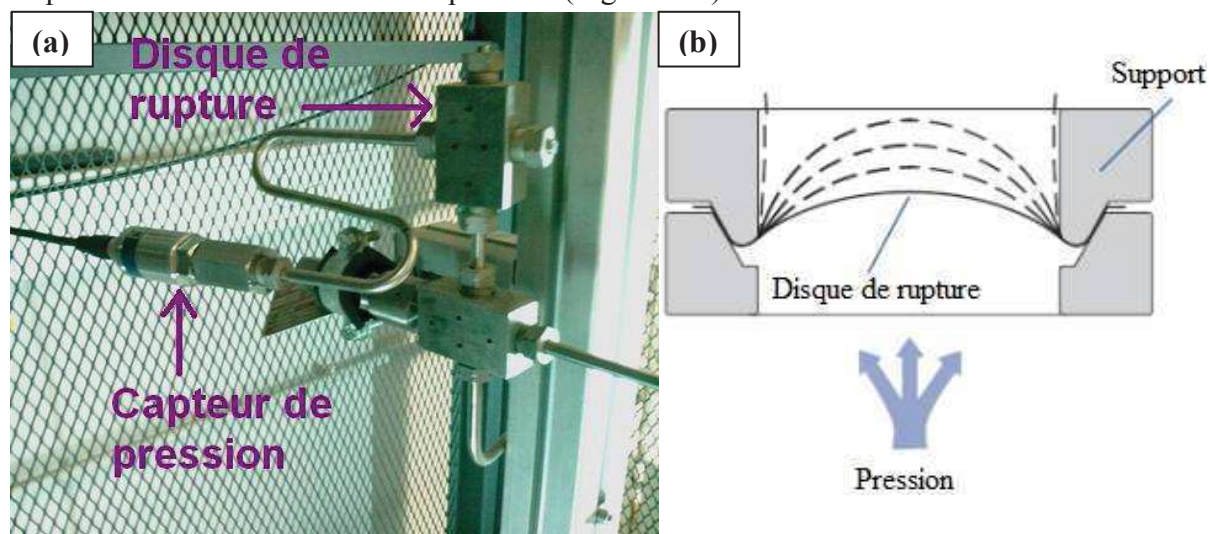 (a)
Disque de
rupture
Capteur de
pression
(b)
Support
Disque de rupture
Pression